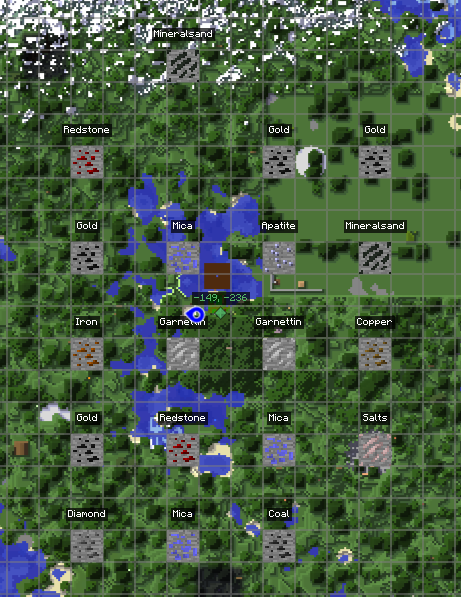 Mineralsand
Redstone
Gold
Gold
Gold
Mica
Apatite
Mineralsand
-149, -236
Iron
Garnettin
Garnettin
Copper
Gold
Redstone
Mica
Salts
Diamond
Mica
Coal